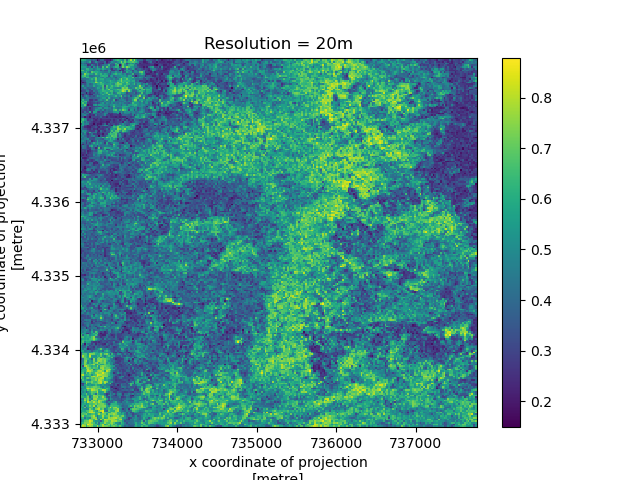 Resolution = 20m
1e6
4.337
4.336
4.335
4.334
4.333
733000 734000 735000 736000 737000
x coordinate of projection
[metre]
y coordinate of projection
[metre]
0.8
0.7
0.6
0.5
0.4
0.3
0.2